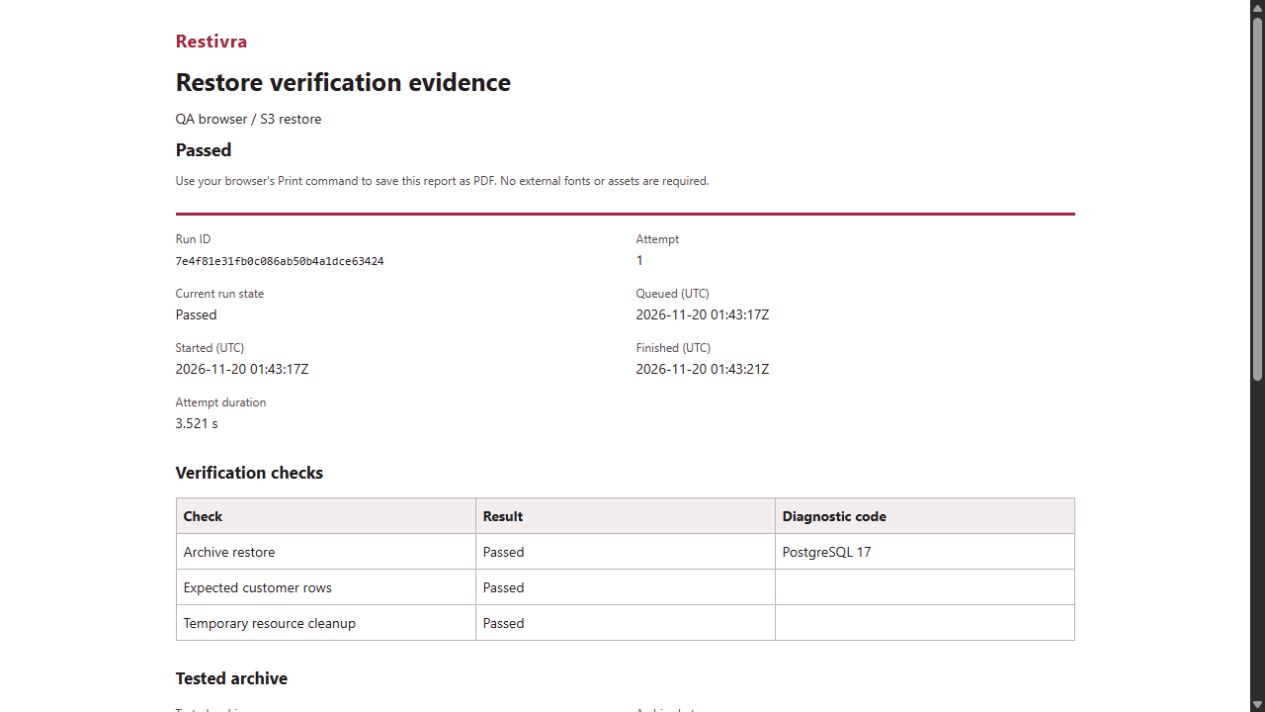 Restivra
Restore verification evidence
QA browser / S3 restore
Passed
Use your browser's Print command to save this report as PDF. No external fonts or assets are required.
Run ID
7e4f81e31fb0c086ab50b4a1dce63424
Attempt
1
Current run state
Passed
Queued (UTC)
2026-11-20 01:43:17Z
Started (UTC)
2026-11-20 01:43:17Z
Finished (UTC)
2026-11-20 01:43:21Z
Attempt duration
3.521 s
Verification checks
Check Result Diagnostic code
Archive restore Passed PostgreSQL 17
Expected customer rows Passed
Temporary resource cleanup Passed
Tested archive